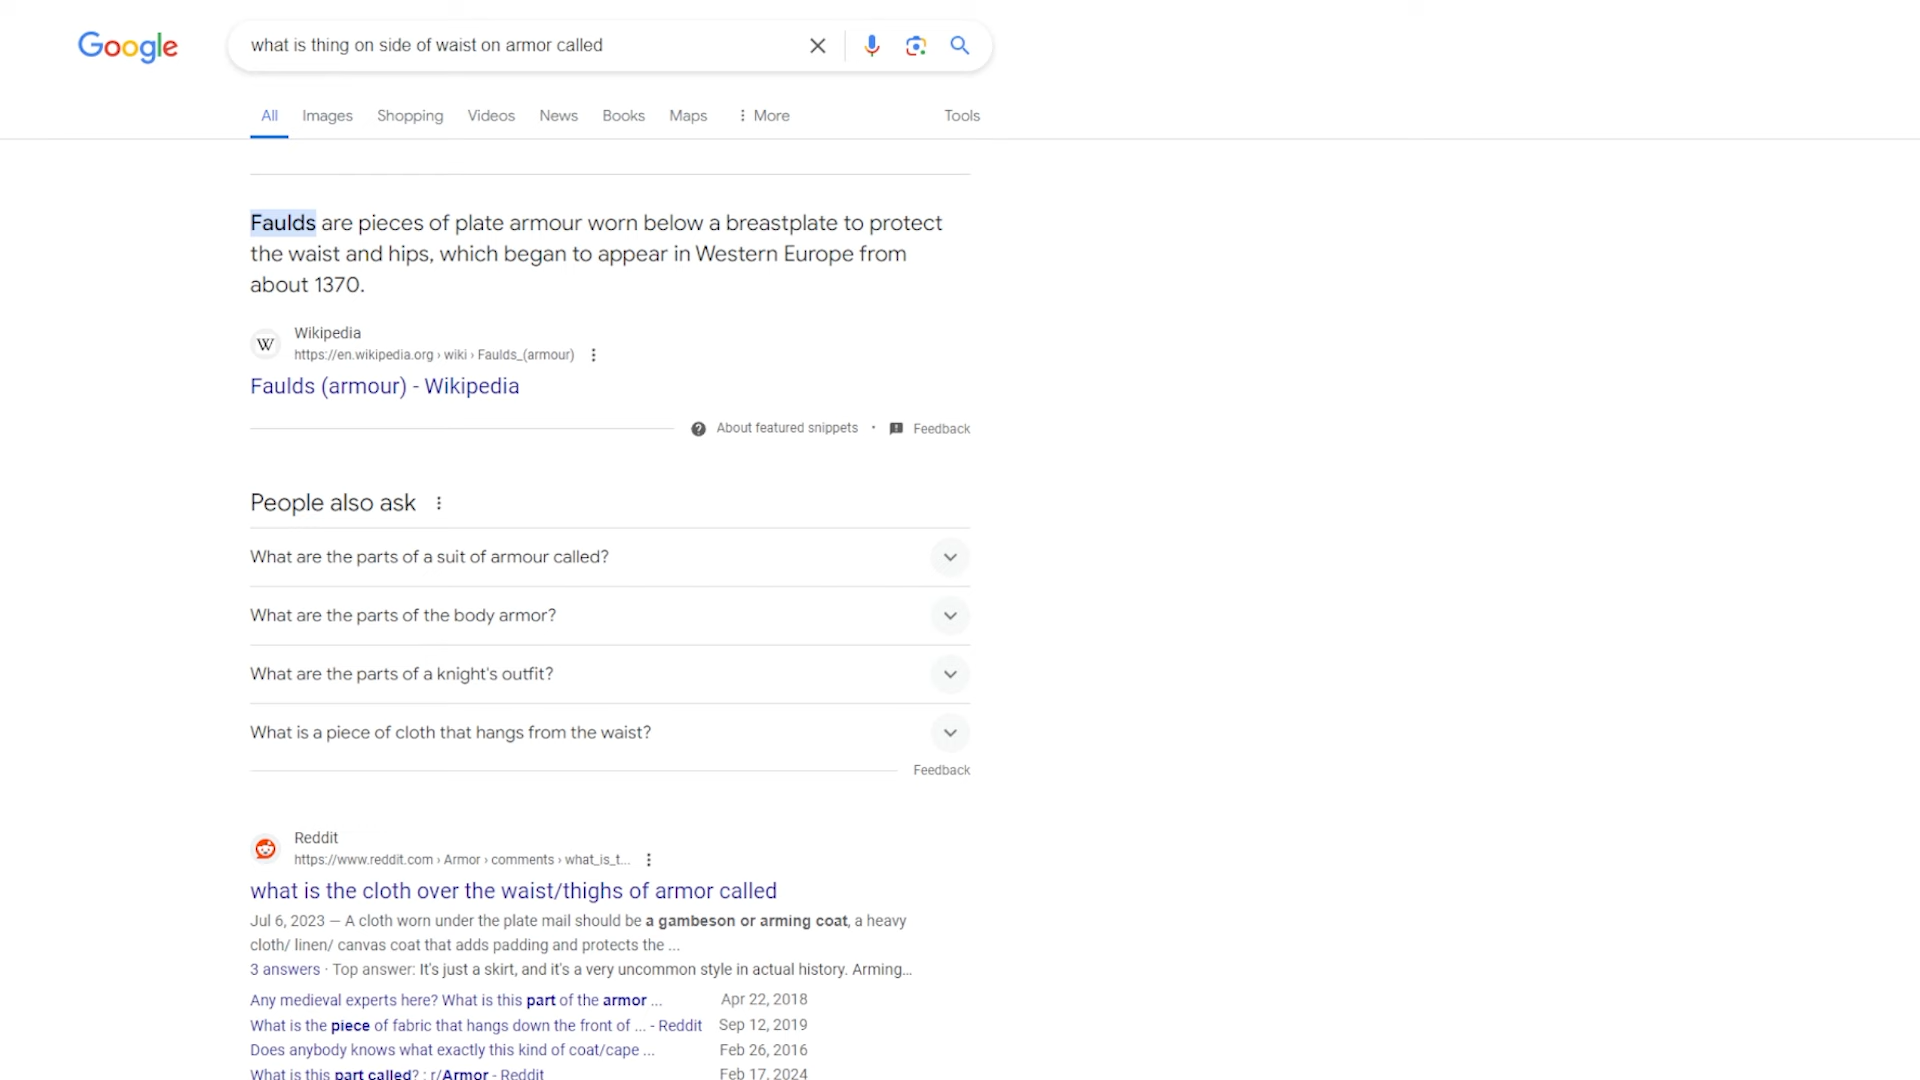 Google
what is thing on side of waist on armor called
All Images Shopping Videos News Books Maps More Tools
Faulds are pieces of plate armour worn below a breastplate to protect
the waist and hips, which began to appear in Western Europe from
about 1370.
W
Wikipedia
https://en.wikipedia.org › wiki › Faulds_(armour)
Faulds (armour) - Wikipedia
About featured snippets · Feedback
People also ask
What are the parts of a suit of armour called?
What are the parts of the body armor?
What are the parts of a knight's outfit?
What is a piece of cloth that hangs from the waist?
Feedback
Reddit
https://www.reddit.com › Armor › comments › what_is_t...
what is the cloth over the waist/thighs of armor called
Jul 6, 2023 — A cloth worn under the plate mail should be a gambeson or arming coat, a heavy
cloth/ linen/ canvas coat that adds padding and protects the ...
3 answers · Top answer: It's just a skirt, and it's a very uncommon style in actual history. Arming...
Any medieval experts here? What is this part of the armor ... Apr 22, 2018
What is the piece of fabric that hangs down the front of ... - Reddit Sep 12, 2019
Does anybody knows what exactly this kind of coat/cape ... Feb 26, 2016
What is this part called? : r/Armor - Reddit Feb 17, 2024